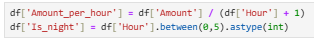 df['Amount_per_hour'] = df['Amount'] / (df['Hour'] + 1)
df['Is_night'] = df['Hour'].between(0,5).astype(int)